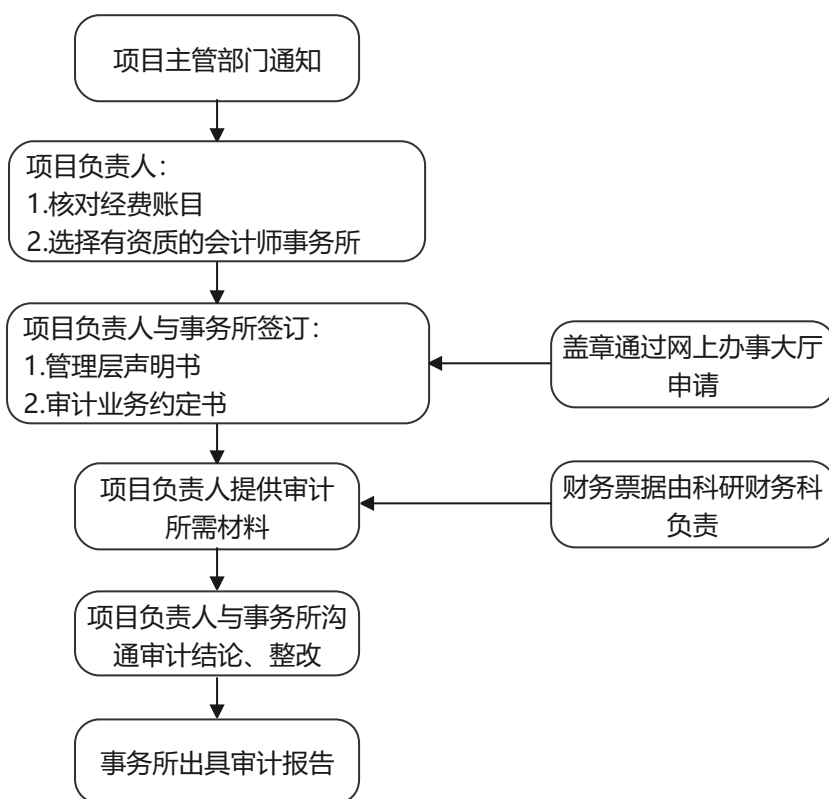 项目主管部门通知
项目负责人：
1.核对经费账目
2.选择有资质的会计师事务所
项目负责人与事务所签订：
1.管理层声明书
2.审计业务约定书
盖章通过网上办事大厅
申请
项目负责人提供审计
所需材料
财务票据由科研财务科
负责
项目负责人与事务所沟
通审计结论、整改
事务所出具审计报告